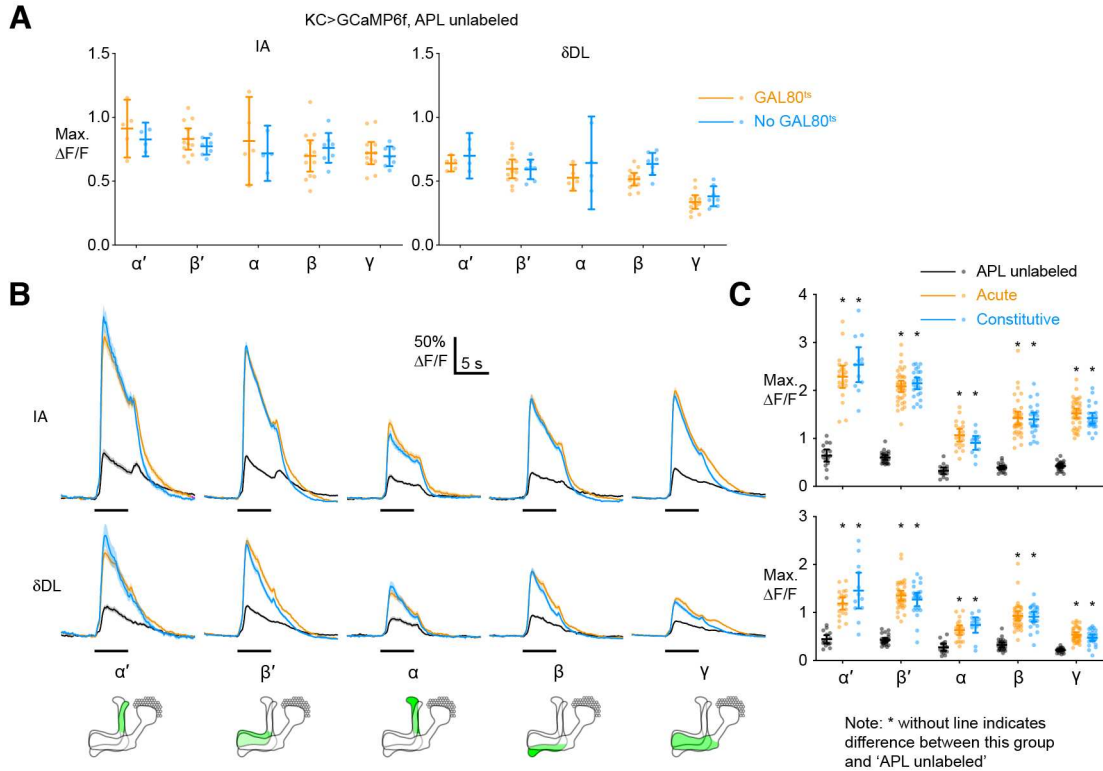 A
KC>GCaMP6f, APL unlabeled
IA
δDL
1.5
1.0
0.5
0.0
Max.
ΔF/F
α′
β′
α
β
γ
1.5
1.0
0.5
0.0
α′
β′
α
β
γ
GAL80ts
No GAL80ts
B
50%
ΔF/F
5 s
IA
δDL
α′
β′
α
β
γ
C
APL unlabeled
Acute
Constitutive
4
3
2
1
0
Max.
ΔF/F
* * * * * * * * * *
3
2
1
0
Max.
ΔF/F
* * * * * * * * * *
α′
β′
α
β
γ
Note: * without line indicates
difference between this group
and ‘APL unlabeled’